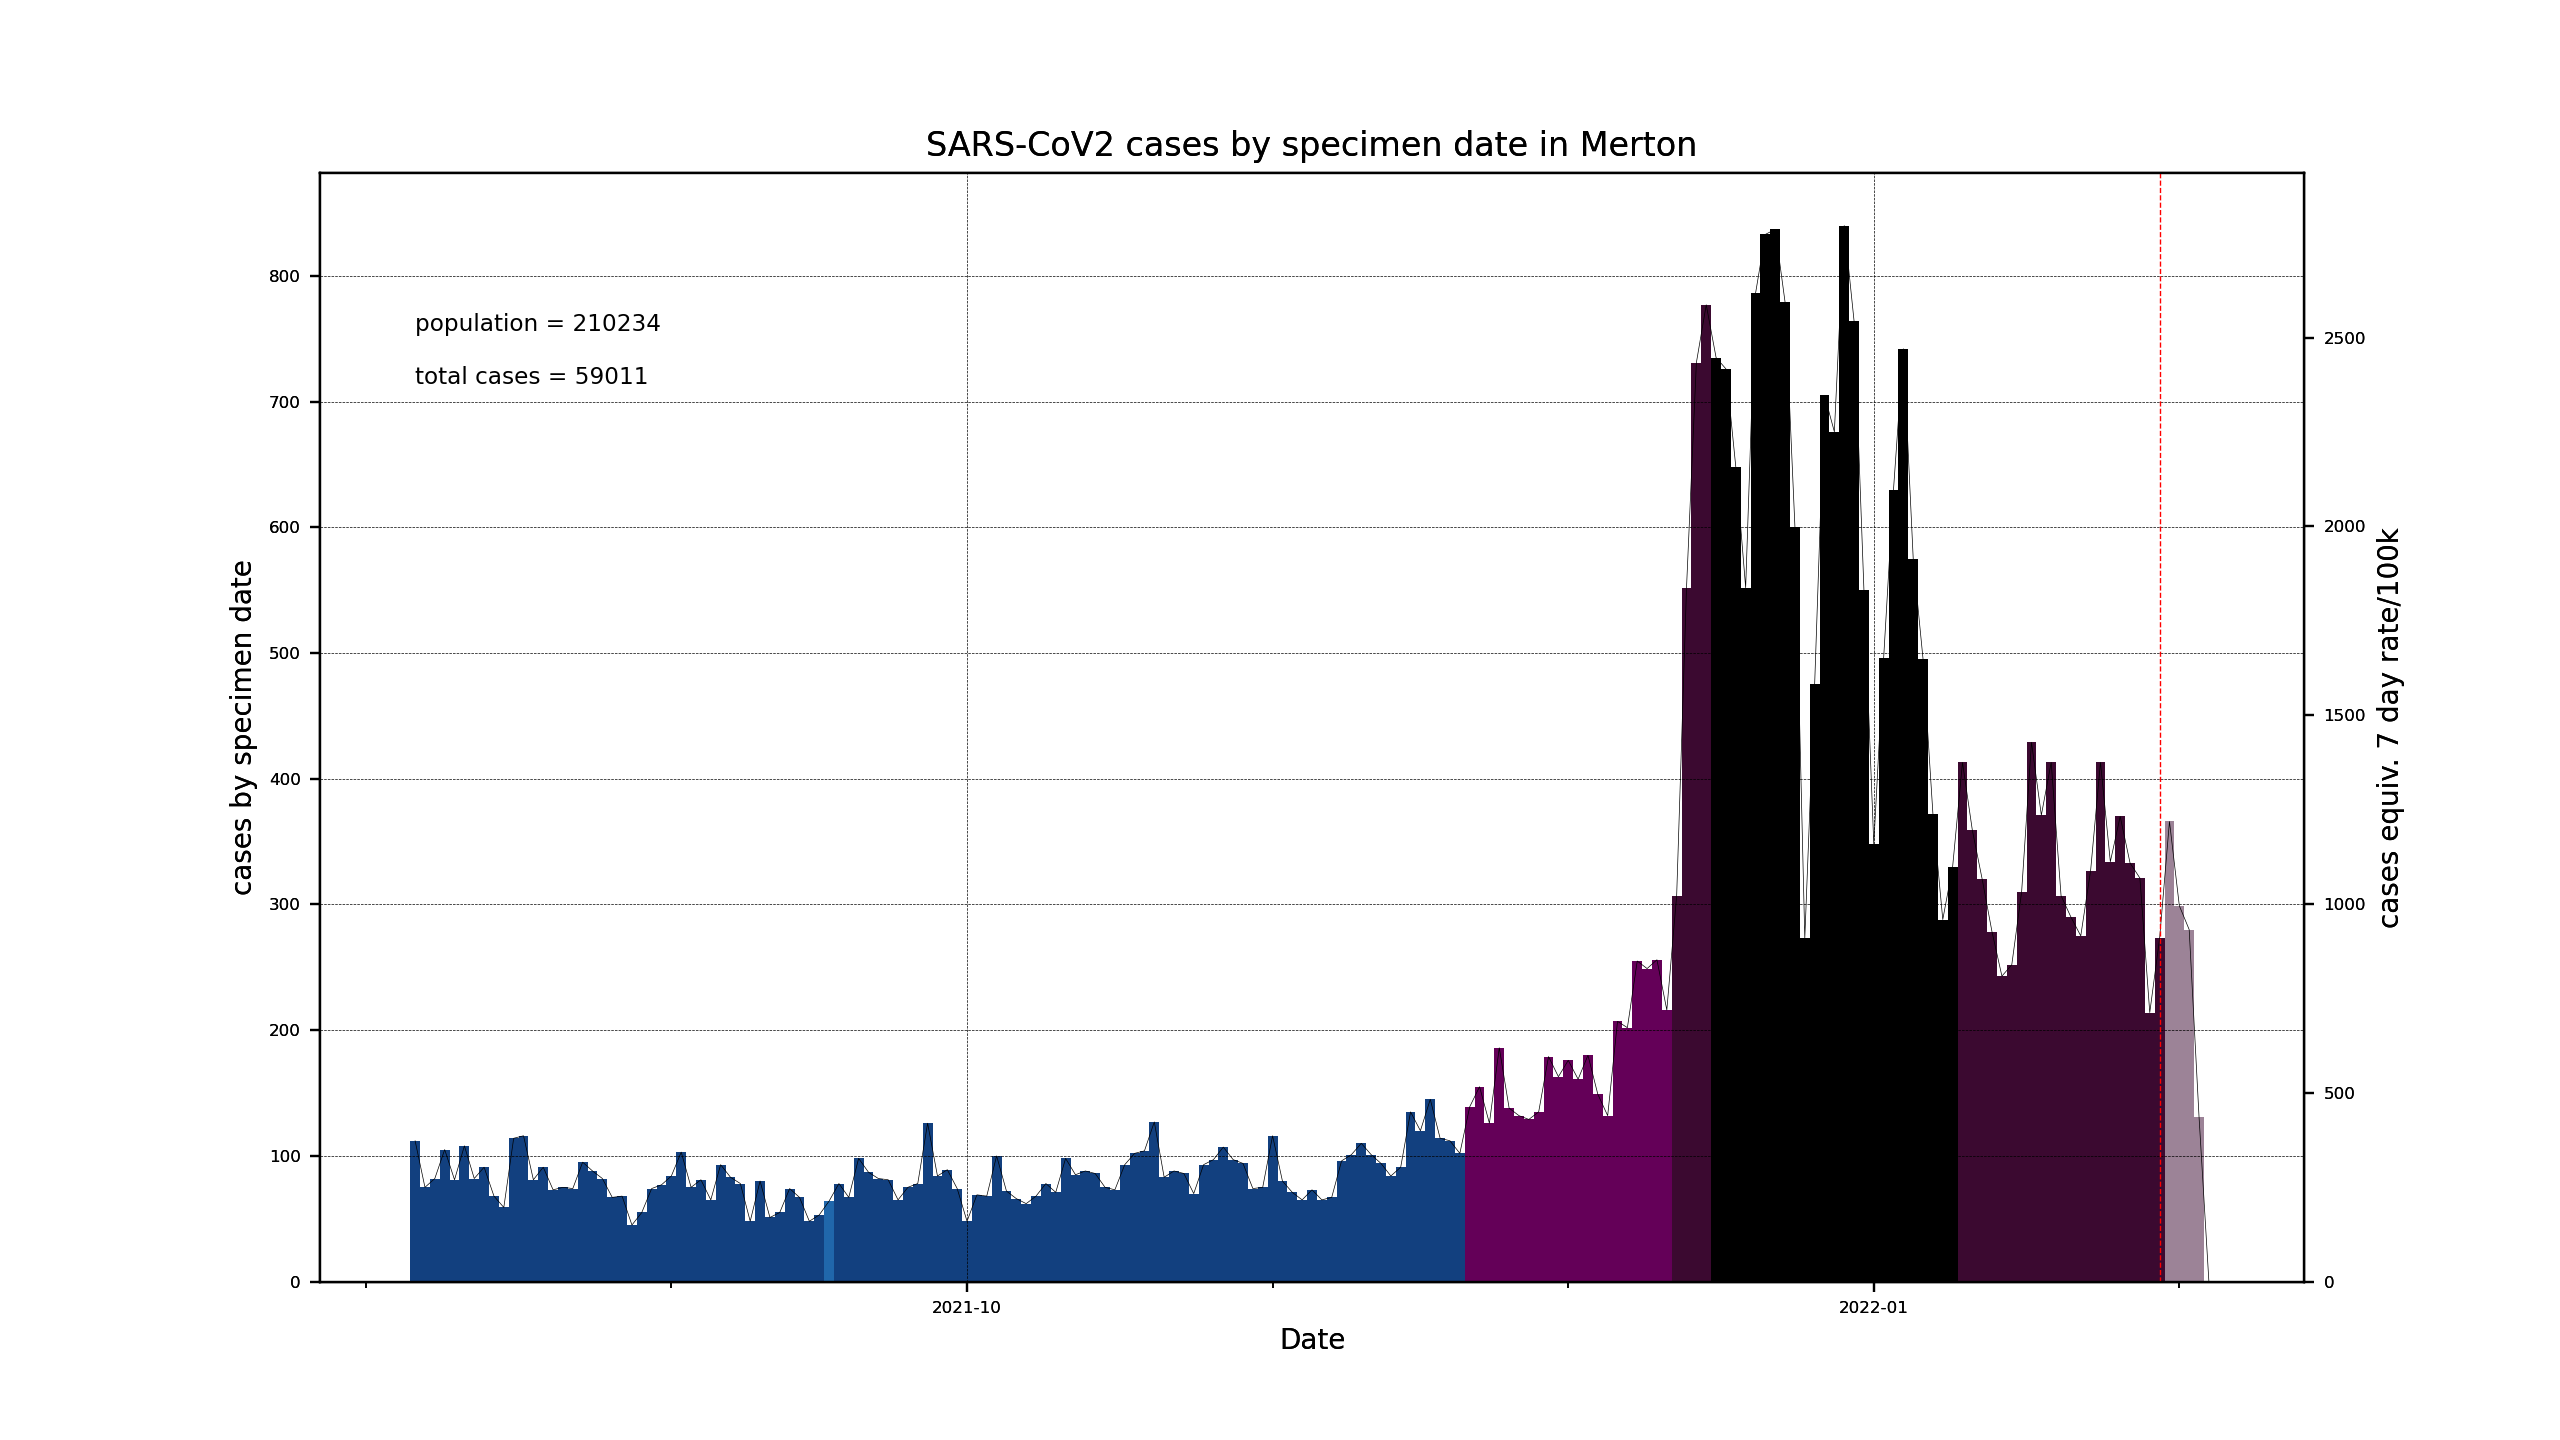 SARS-CoV2 cases by specimen date in Merton
population = 210234
total cases = 59011
cases by specimen date
800
700
600
500
400
300
200
100
0
2500
2000
1500
1000
500
0
cases equiv. 7 day rate/100k
2021-10
2022-01
Date